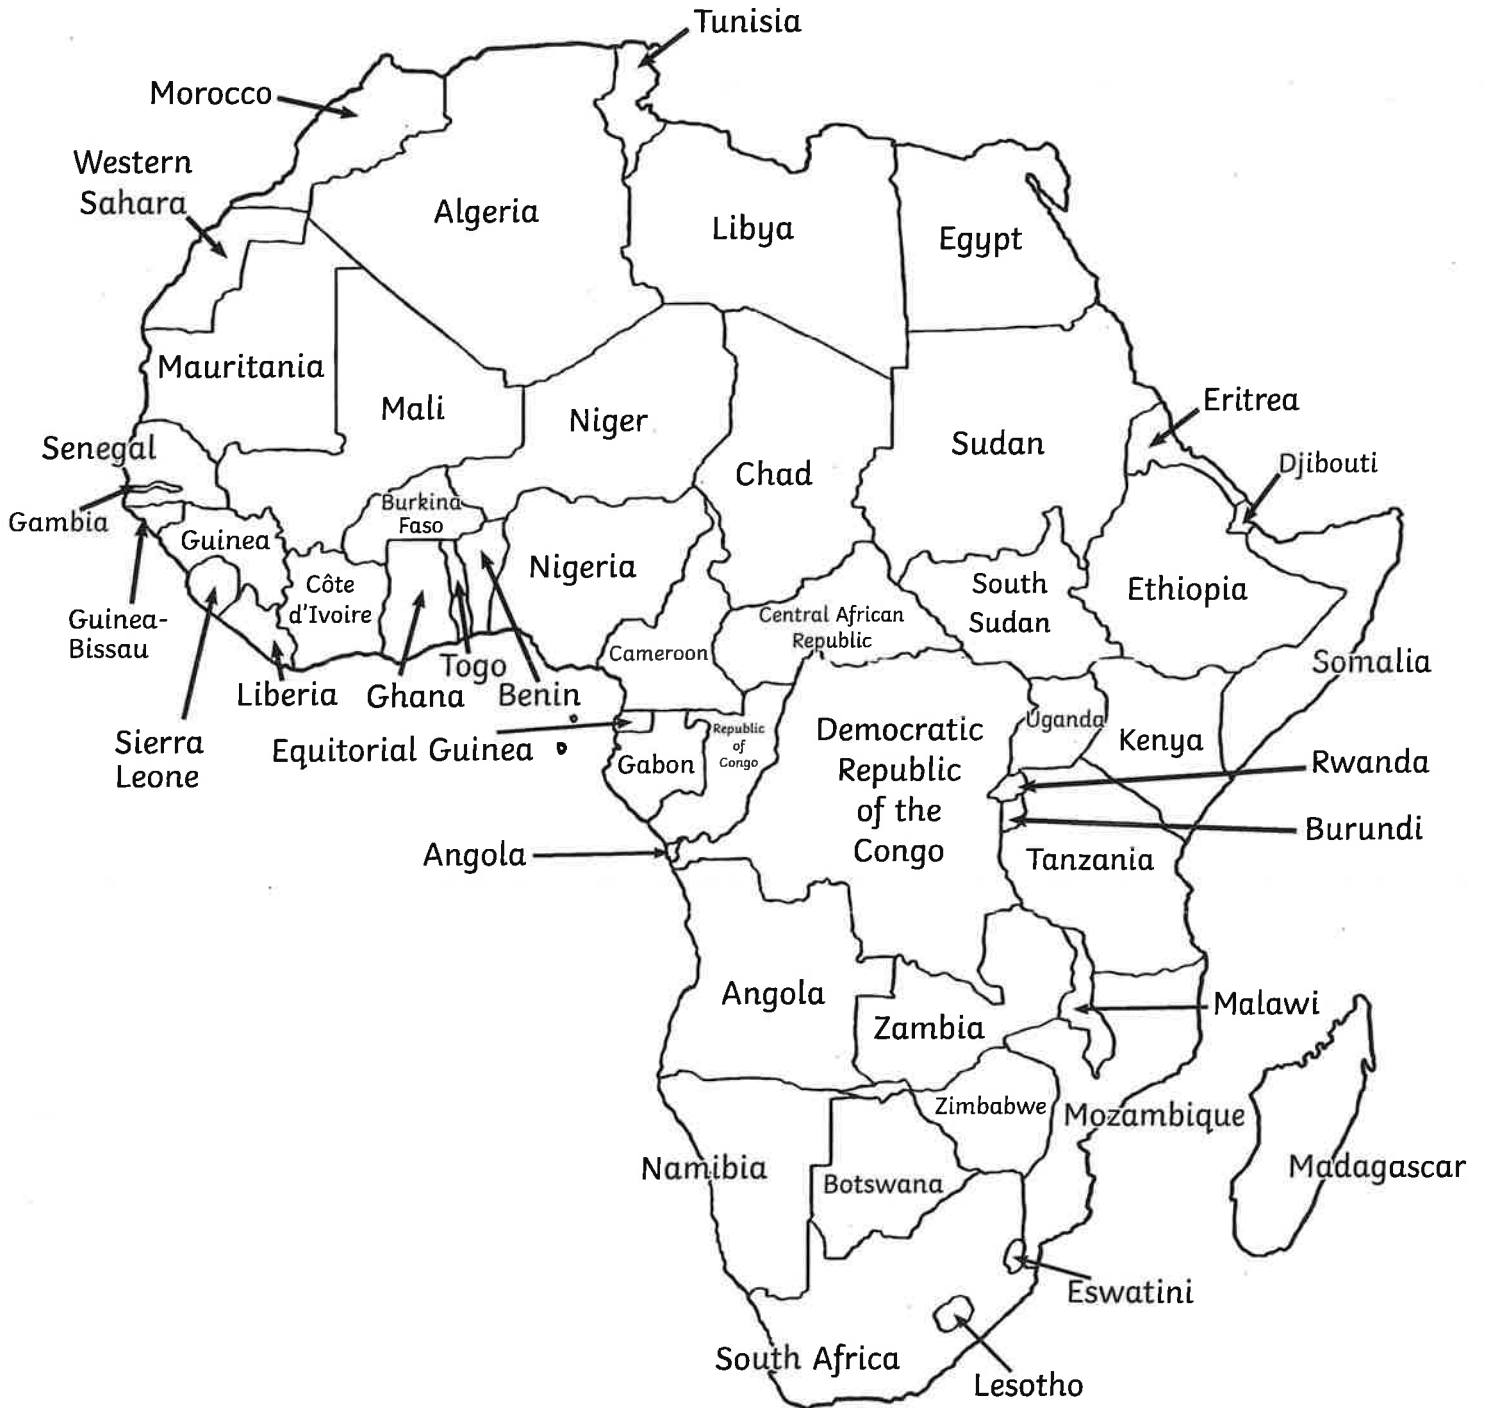 Tunisia
Morocco
Western
Sahara
Algeria
Libya
Egypt
Mauritania
Mali
Niger
Chad
Sudan
Eritrea
Djibouti
Senegal
Gambia
Burkina
Faso
Guinea
Guinea-
Bissau
Côte
d'Ivoire
Nigeria
South
Sudan
Ethiopia
Central African
Republic
Cameroon
Somalia
Togo
Liberia
Ghana
Benin
Sierra
Leone
Equitorial Guinea
Gabon
Republic
of
Congo
Democratic
Republic
of the
Congo
Uganda
Kenya
Rwanda
Burundi
Angola
Tanzania
Angola
Zambia
Malawi
Zimbabwe
Mozambique
Namibia
Botswana
Madagascar
Eswatini
South Africa
Lesotho